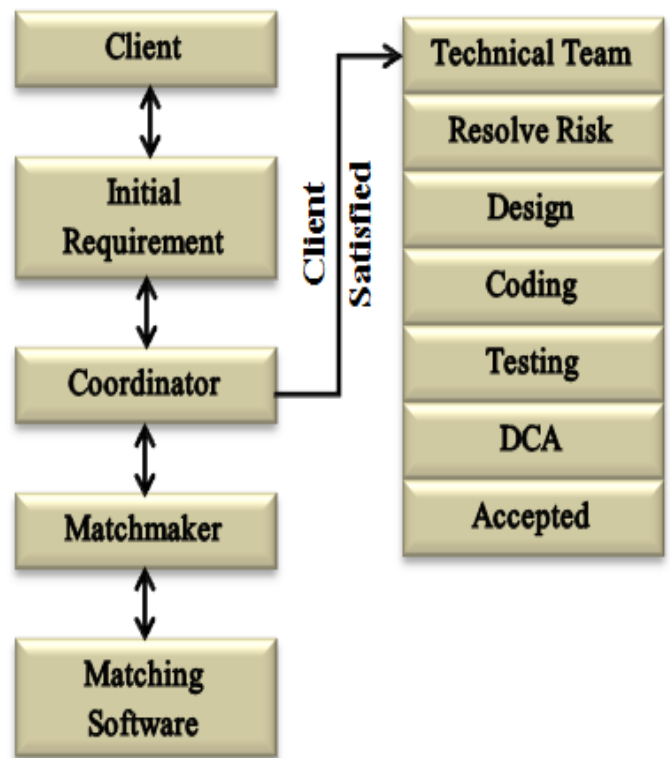 Client
Initial
Requirement
Coordinator
Matchmaker
Matching
Software
Client
Satisfied
Technical Team
Resolve Risk
Design
Coding
Testing
DCA
Accepted